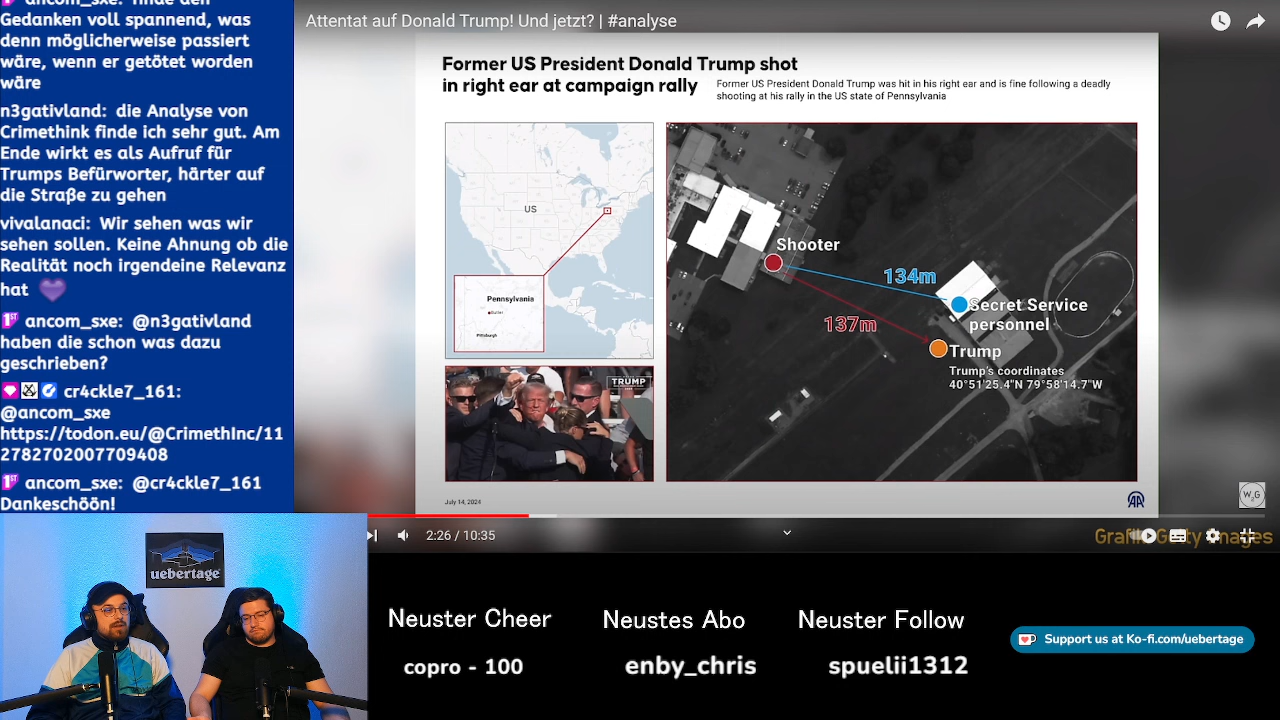 ancom_sxe: finde den
Gedanken voll spannend, was
denn möglicherweise passiert
wäre, wenn er getötet worden
wäre
n3gativland: die Analyse von
Crimethink finde ich sehr gut. Am
Ende wirkt es als Aufruf für
Trumps Befürworter, härter auf
die Straße zu gehen
vivalanaci: Wir sehen was wir
sehen sollen. Keine Ahnung ob die
Realität noch irgendeine Relevanz
hat
1ST ancom_sxe: @n3gativland
haben die schon was dazu
geschrieben?
cr4ckle7_161:
@ancom_sxe
https://todon.eu/@CrimethInc/11
2782702007709408
1ST ancom_sxe: @cr4ckle7_161
Dankeschöön!
Attentat auf Donald Trump! Und jetzt? | #analyse
Former US President Donald Trump shot
in right ear at campaign rally
Former US President Donald Trump was hit in his right ear and is fine following a deadly
shooting at his rally in the US state of Pennsylvania
US
Pennsylvania
Butler
Pittsburgh
TRUMP
Shooter
134m
137m
Secret Service
personnel
Trump
Trump's coordinates
40°51'25.4"N 79°58'14.7"W
July 14, 2024
AA
W2G
2:26 / 10:35
Grafik: Getty Images
uebertage
Neuster Cheer
copro - 100
Neustes Abo
enby_chris
Neuster Follow
spuelii1312
Support us at Ko-fi.com/uebertage